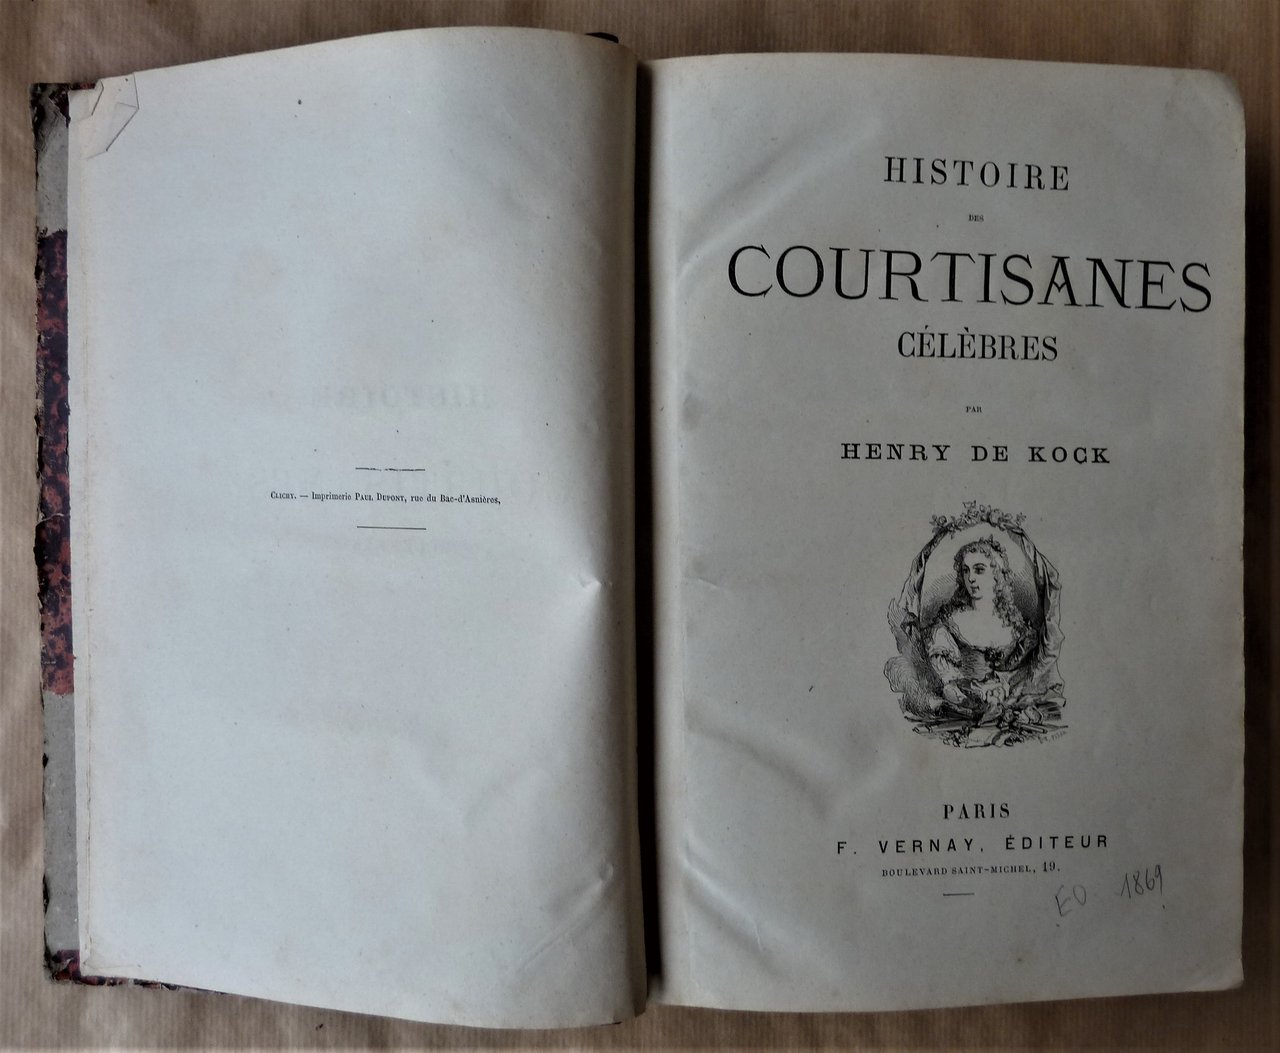 CLICHY. — Imprimerie PAUL DUPONT, rue du Bac-d'Asnières,
HISTOIRE
DES
COURTISANES
CÉLÈBRES
PAR
HENRY DE KOCK
PARIS
F. VERNAY, ÉDITEUR
BOULEVARD SAINT-MICHEL, 19.
EO 1869